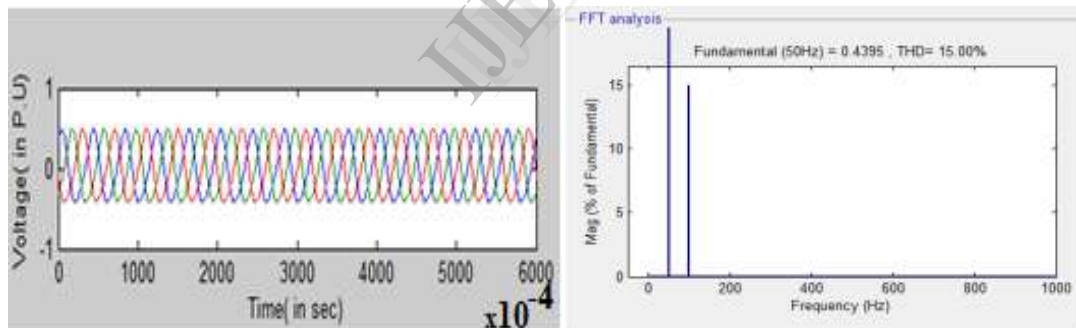 Voltage( in P.U)
1
0
-1
0 1000 2000 3000 4000 5000 6000
Time( in sec)
x10^-4
FFT analysis
Fundamental (50Hz) = 0.4395 , THD= 15.00%
Mag (% of Fundamental)
15
10
5
0
0 200 400 600 800 1000
Frequency (Hz)